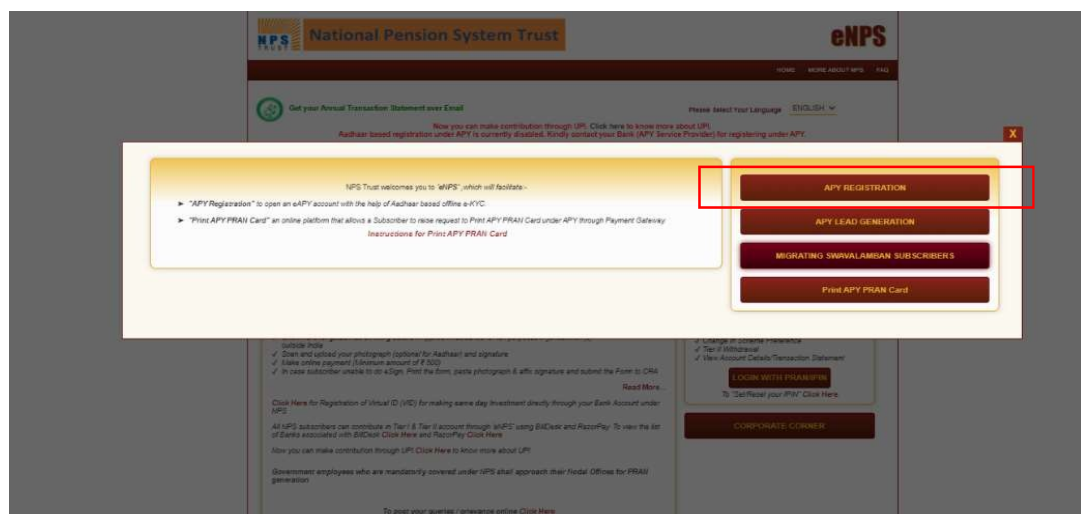 NPS
TRUST
National Pension System Trust
eNPS
HOME MORE ABOUT NPS FAQ
Get your Annual Transaction Statement over Email
Please Select Your Language ENGLISH
Now you can make contribution through UPI. Click here to know more about UPI.
Aadhaar based registration under APY is currently disabled. Kindly contact your Bank (APY Service Provider) for registering under APY.
X
NPS Trust welcomes you to 'eNPS' ,which will facilitate:-
► "APY Registration" to open an eAPY account with the help of Aadhaar based offline e-KYC.
► "Print APY PRAN Card" an online platform that allows a Subscriber to raise request to Print APY PRAN Card under APY through Payment Gateway
Instructions for Print APY PRAN Card
APY REGISTRATION
APY LEAD GENERATION
MIGRATING SWAVALAMBAN SUBSCRIBERS
Print APY PRAN Card
outside India
✓ Scan and upload your photograph (optional for Aadhaar) and signature
✓ Make online payment (Minimum amount of ₹ 500)
✓ In case subscriber unable to do eSign, Print the form, paste photograph & affix signature and submit the Form to CRA
Read More...
Click Here for Registration of Virtual ID (VID) for making same day Investment directly through your Bank Account under
NPS
All NPS subscribers can contribute in Tier I & Tier II account through 'eNPS' using BillDesk and RazorPay. To view the list
of Banks associated with BillDesk Click Here and RazorPay Click Here
Now you can make contribution through UPI Click Here to know more about UPI
Government employees who are mandatorily covered under NPS shall approach their Nodal Offices for PRAN
generation
To post your queries / grievance online Click Here
✓ Change in Scheme Preference
✓ Tier II Withdrawal
✓ View Account Details/Transaction Statement
LOGIN WITH PRAN/IPIN
To "Set/Reset your IPIN" Click Here
CORPORATE CORNER